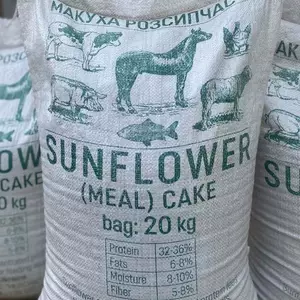 МАКУХА РОЗСИПЧАС
SUNFLOWER
(MEAL) CAKE
bag: 20 kg
Protein 32-36%
Fats 6-8%
Moisture 8-10%
Fiber 5-8%